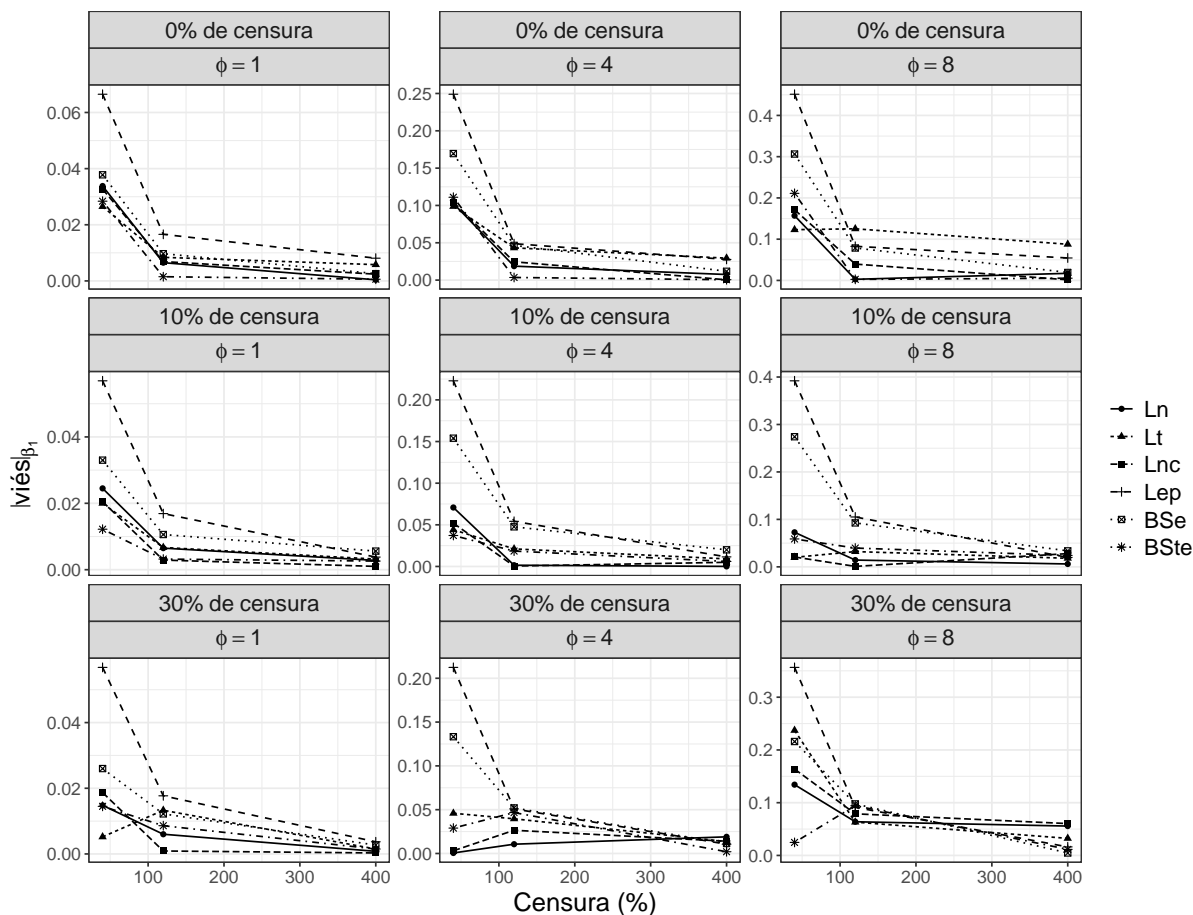 0% de censura 0% de censura 0% de censura
ϕ = 1 ϕ = 4 ϕ = 8
0.06
0.04
0.02
0.00
0.25
0.20
0.15
0.10
0.05
0.00
0.4
0.3
0.2
0.1
0.0
10% de censura 10% de censura 10% de censura
ϕ = 1 ϕ = 4 ϕ = 8
0.04
0.02
0.00
0.20
0.15
0.10
0.05
0.00
0.4
0.3
0.2
0.1
0.0
30% de censura 30% de censura 30% de censura
ϕ = 1 ϕ = 4 ϕ = 8
0.04
0.02
0.00
0.20
0.15
0.10
0.05
0.00
0.3
0.2
0.1
0.0
100 200 300 400 100 200 300 400 100 200 300 400
Censura (%)
|viés|β1
Ln
Lt
Lnc
Lep
BSe
BSte